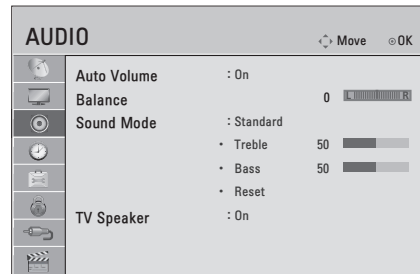 AUDIO Move OK
Auto Volume : On
Balance 0 L R
Sound Mode : Standard
• Treble 50
• Bass 50
• Reset
TV Speaker : On